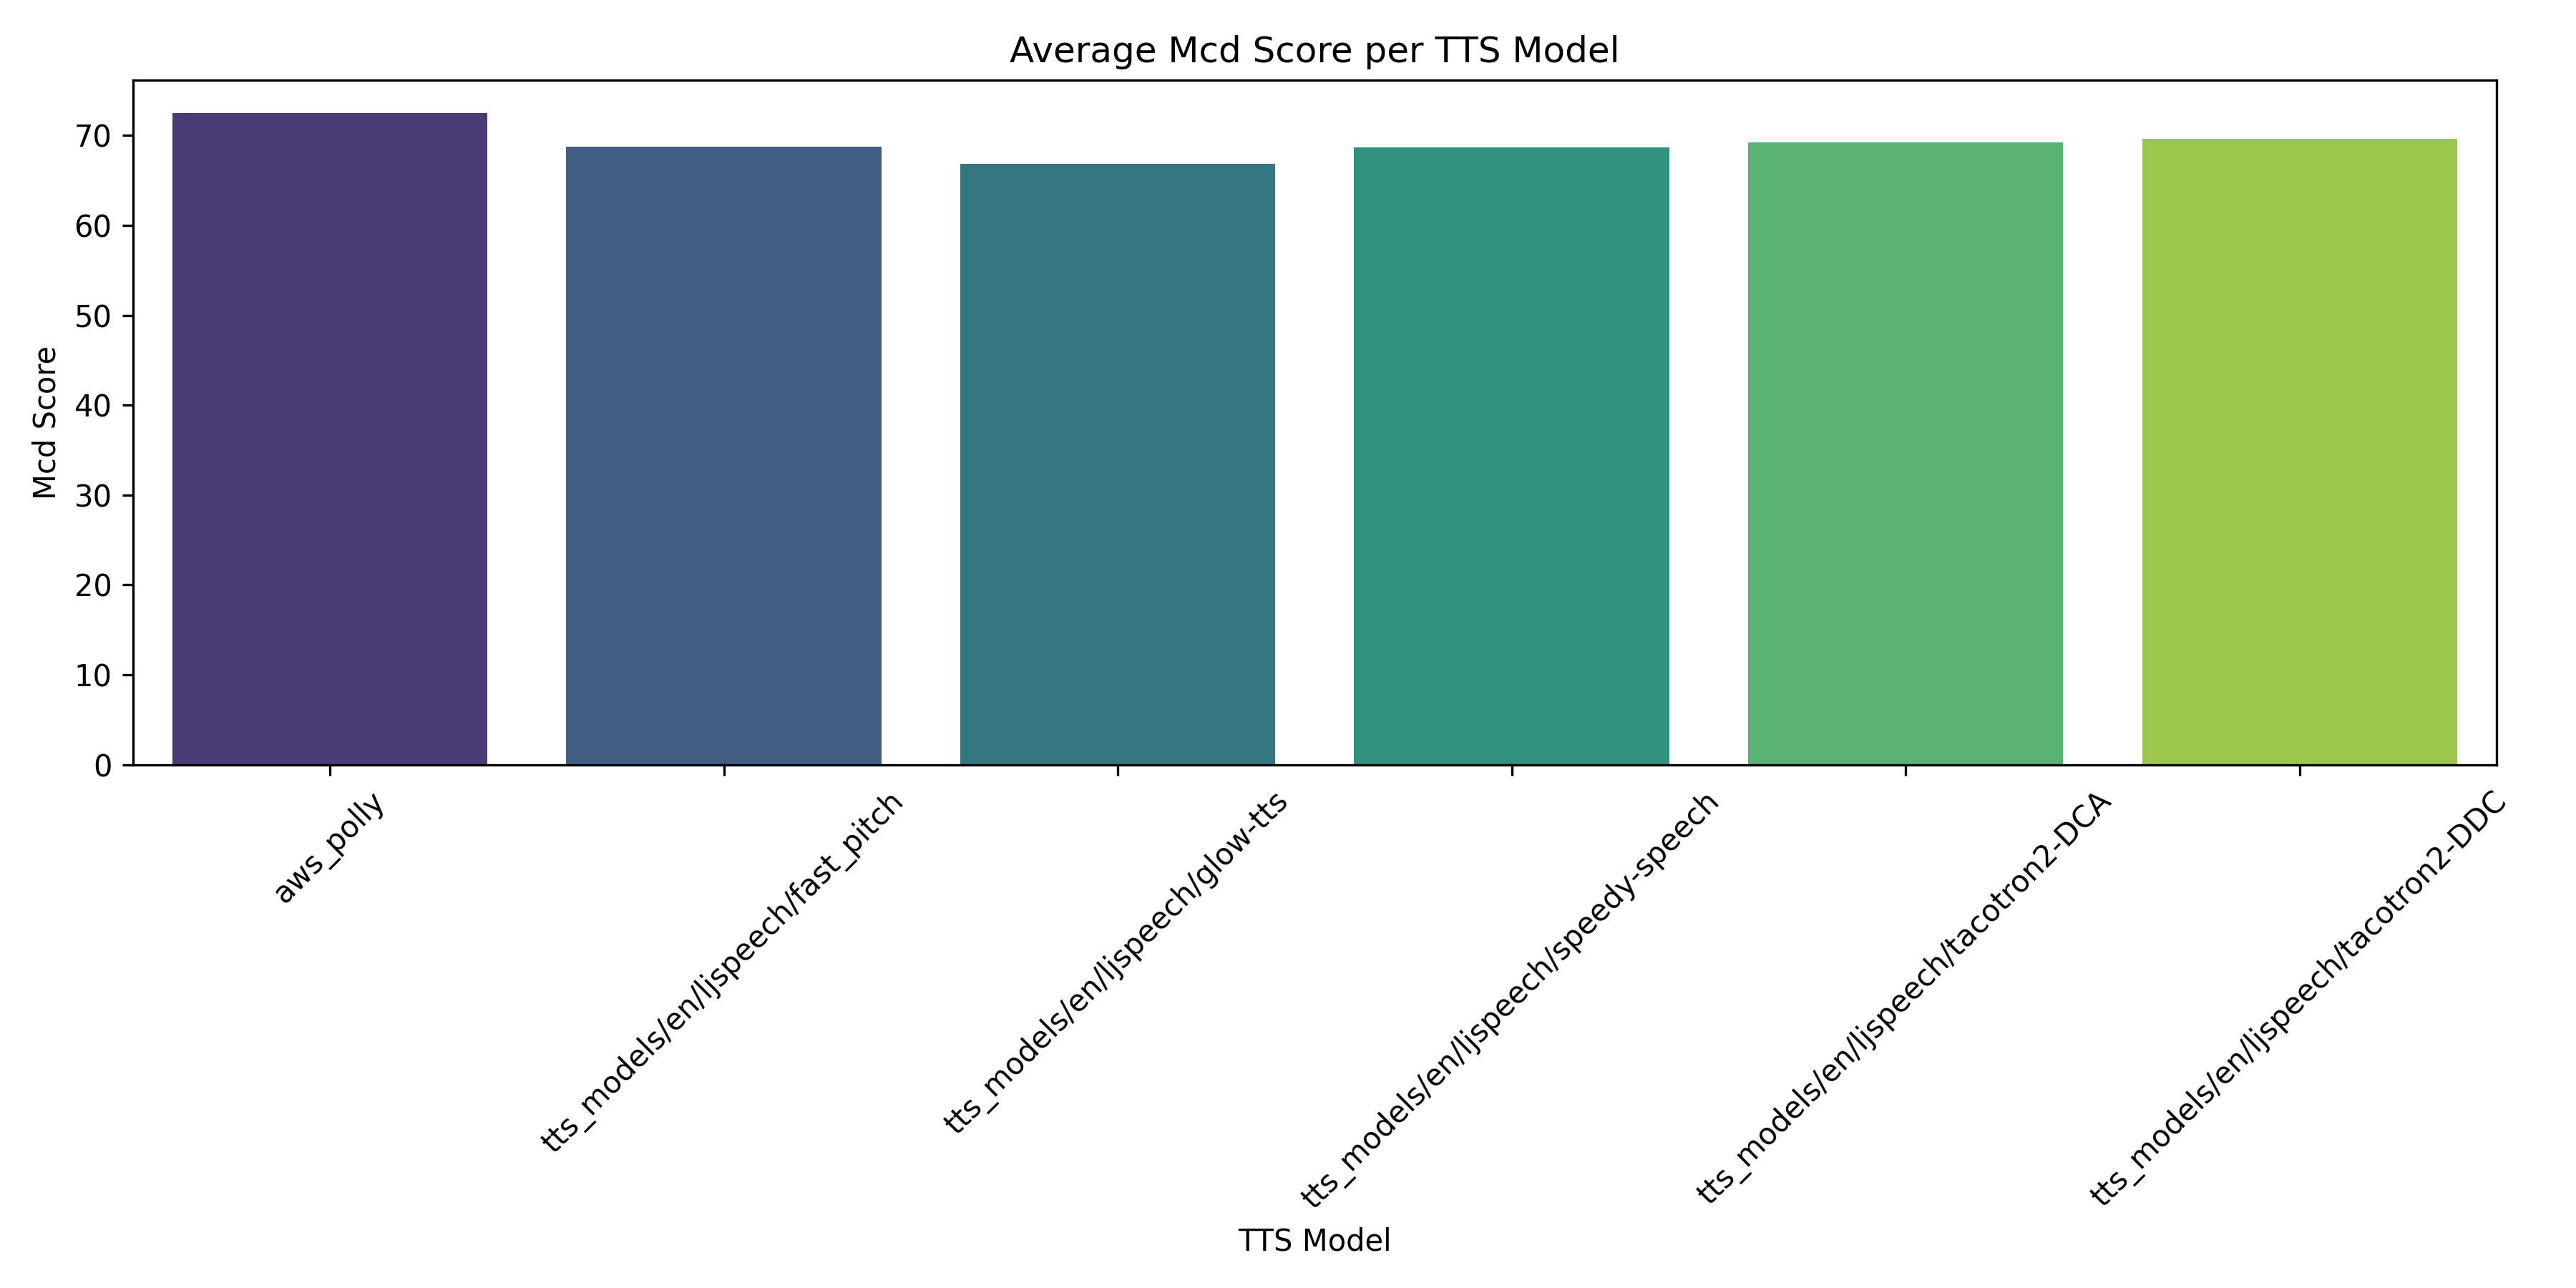 Average Mcd Score per TTS Model
Mcd Score
70
60
50
40
30
20
10
0
aws_polly
tts_models/en/ljspeech/fast_pitch
tts_models/en/ljspeech/glow-tts
tts_models/en/ljspeech/speedy-speech
tts_models/en/ljspeech/tacotron2-DCA
tts_models/en/ljspeech/tacotron2-DDC
TTS Model